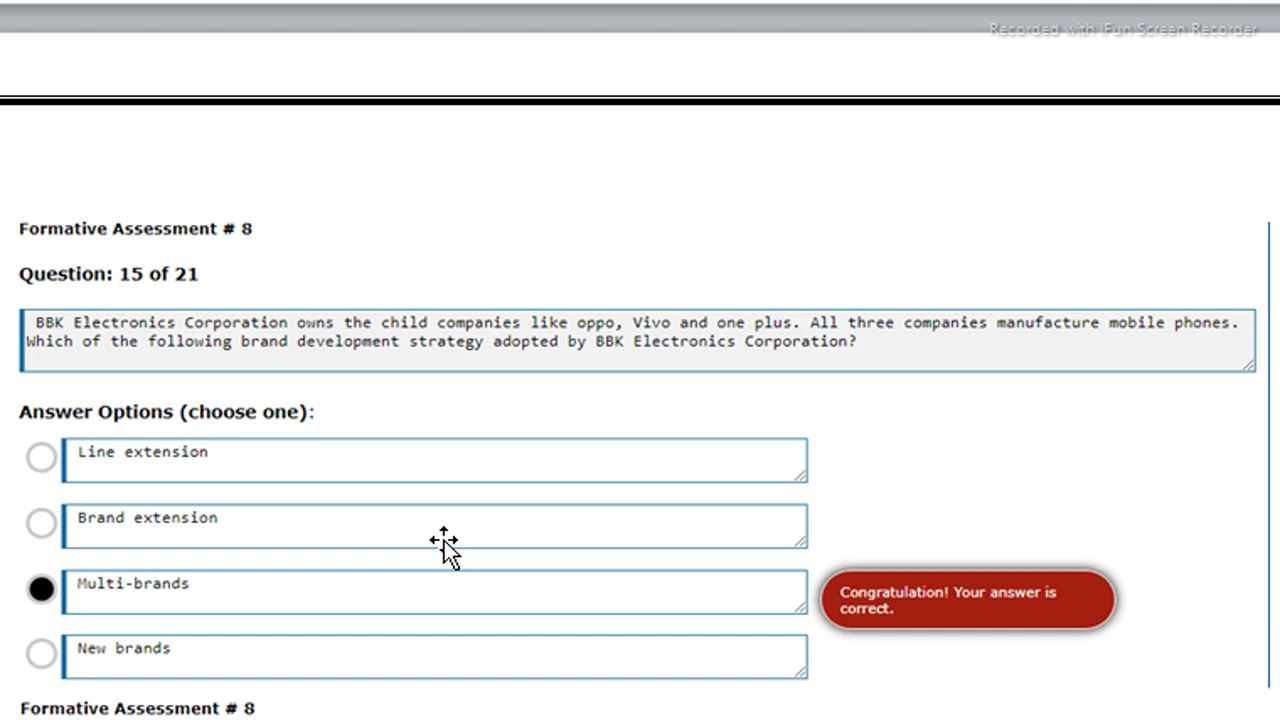 Recorded with iFun Screen Recorder
Formative Assessment # 8
Question: 15 of 21
BBK Electronics Corporation owns the child companies like oppo, Vivo and one plus. All three companies manufacture mobile phones.
Which of the following brand development strategy adopted by BBK Electronics Corporation?
Answer Options (choose one):
Line extension
Brand extension
Multi-brands
Congratulation! Your answer is
correct.
New brands
Formative Assessment # 8